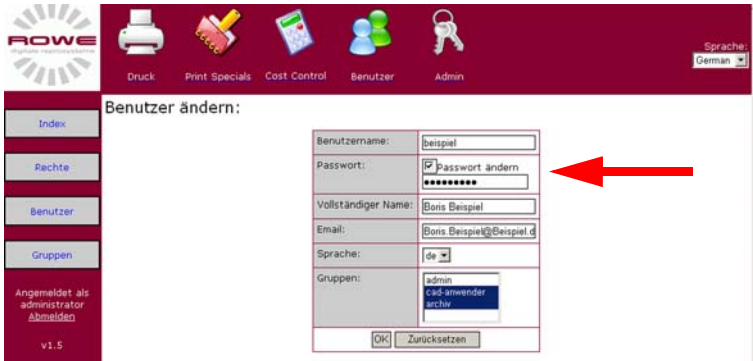 ROWE
digitale reprosysteme
Druck
Print Specials
Cost Control
Benutzer
Admin
Sprache:
German
Index
Rechte
Benutzer
Gruppen
Angemeldet als
administrator
Abmelden
v1.5
Benutzer ändern:
Benutzername:
beispiel
Passwort:
Passwort ändern
•••••••••
Vollständiger Name:
Boris Beispiel
Email:
Boris.Beispiel@Beispiel.d
Sprache:
de
Gruppen:
admin
cad-anwender
archiv
OK
Zurücksetzen